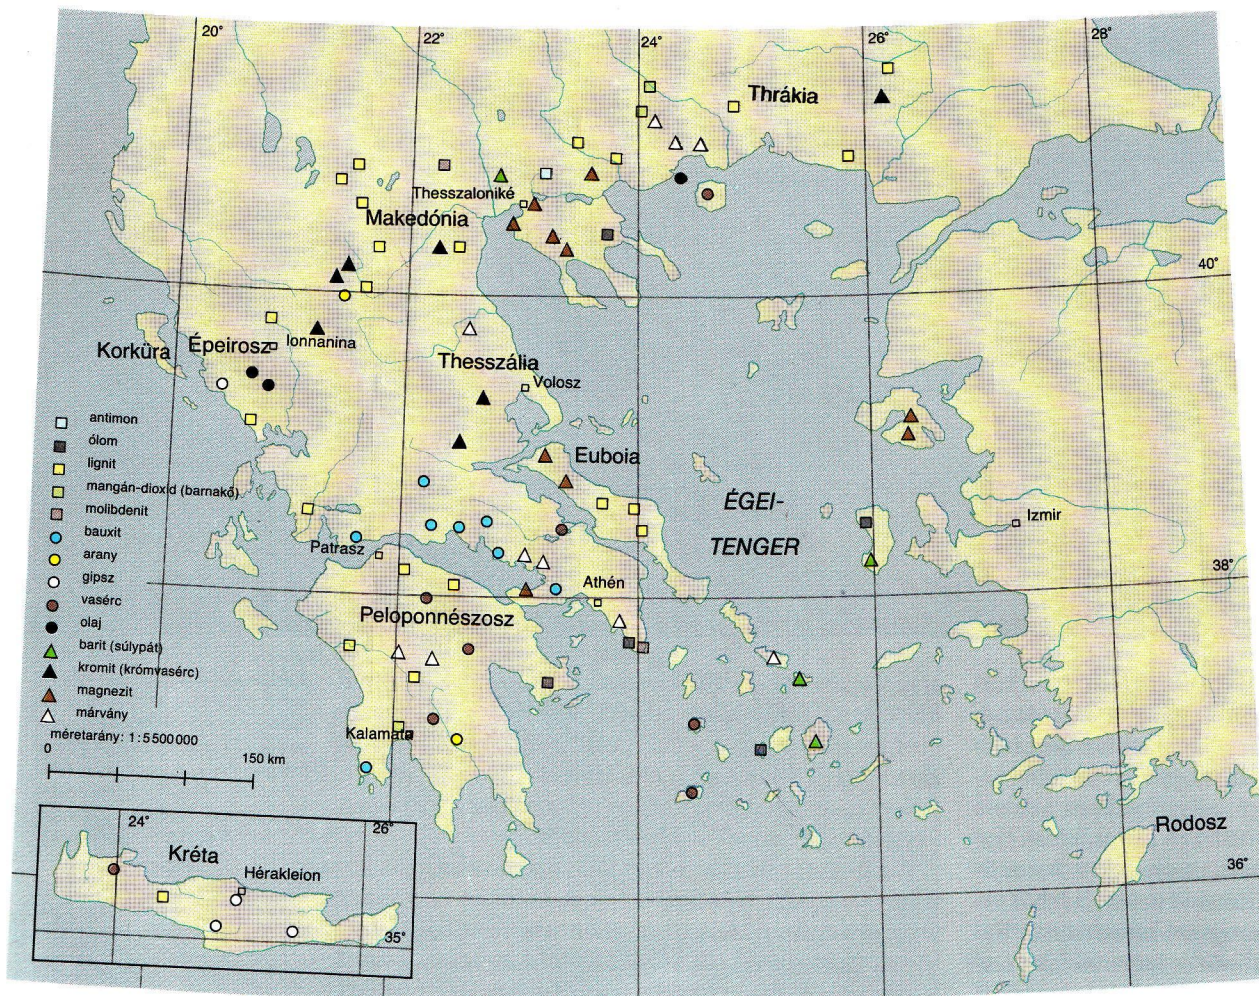 20°
22°
24°
26°
28°
Thrákia
Thesszaloniké
Makedónia
40°
Korküra
Épeirosz
Ionnanina
Thesszália
Volosz
antimon
ólom
lignit
mangán-dioxid (barnakő)
molibdenit
bauxit
arany
gipsz
vasérc
olaj
barit (súlypát)
kromit (krómvasérc)
magnezit
márvány
méretarány: 1:5 500 000
0
150 km
Euboia
ÉGEI-
TENGER
Izmir
Patrasz
Athén
38°
Peloponnészosz
Kalamata
Rodosz
36°
24°
26°
Kréta
Hérakleion
35°